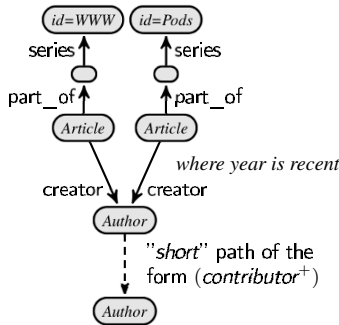 id=WWW id=Pods
series series
part_of part_of
Article Article
where year is recent
creator creator
Author
"short" path of the
form (contributor⁺)
Author